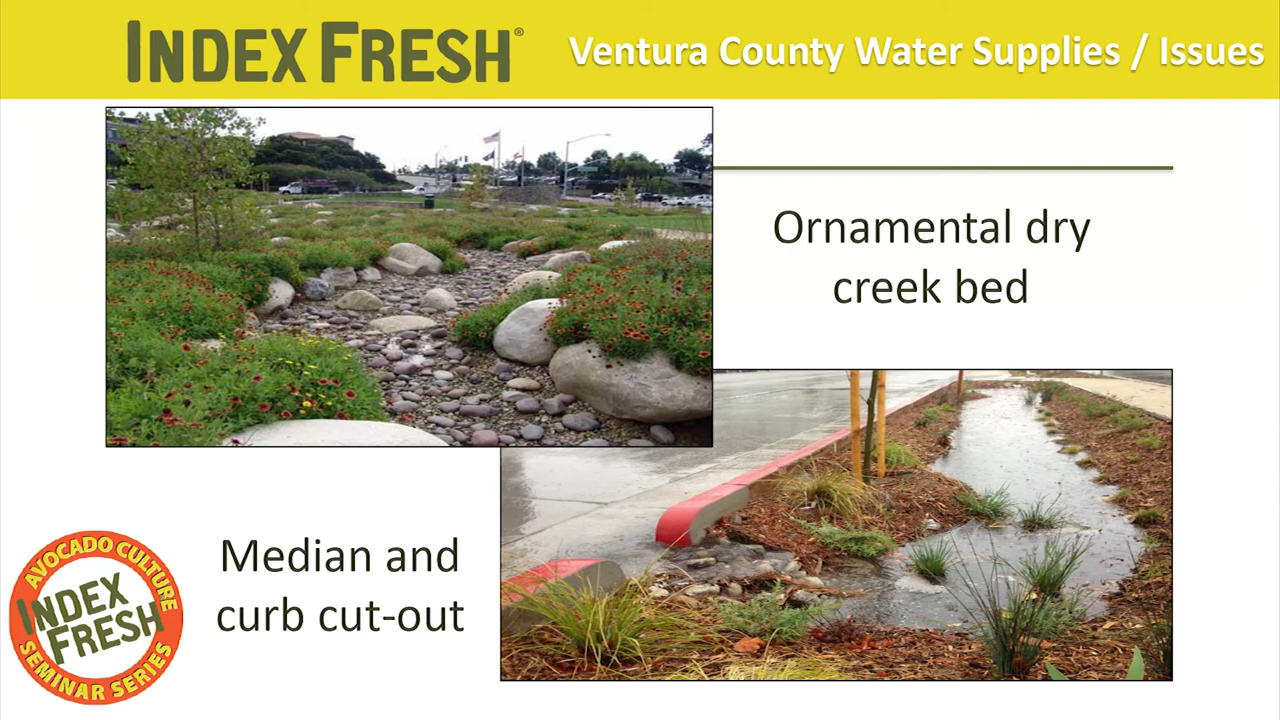 INDEX FRESH®
Ventura County Water Supplies / Issues
Ornamental dry
creek bed
Median and
curb cut-out
AVOCADO CULTURE
INDEX
FRESH
SEMINAR SERIES